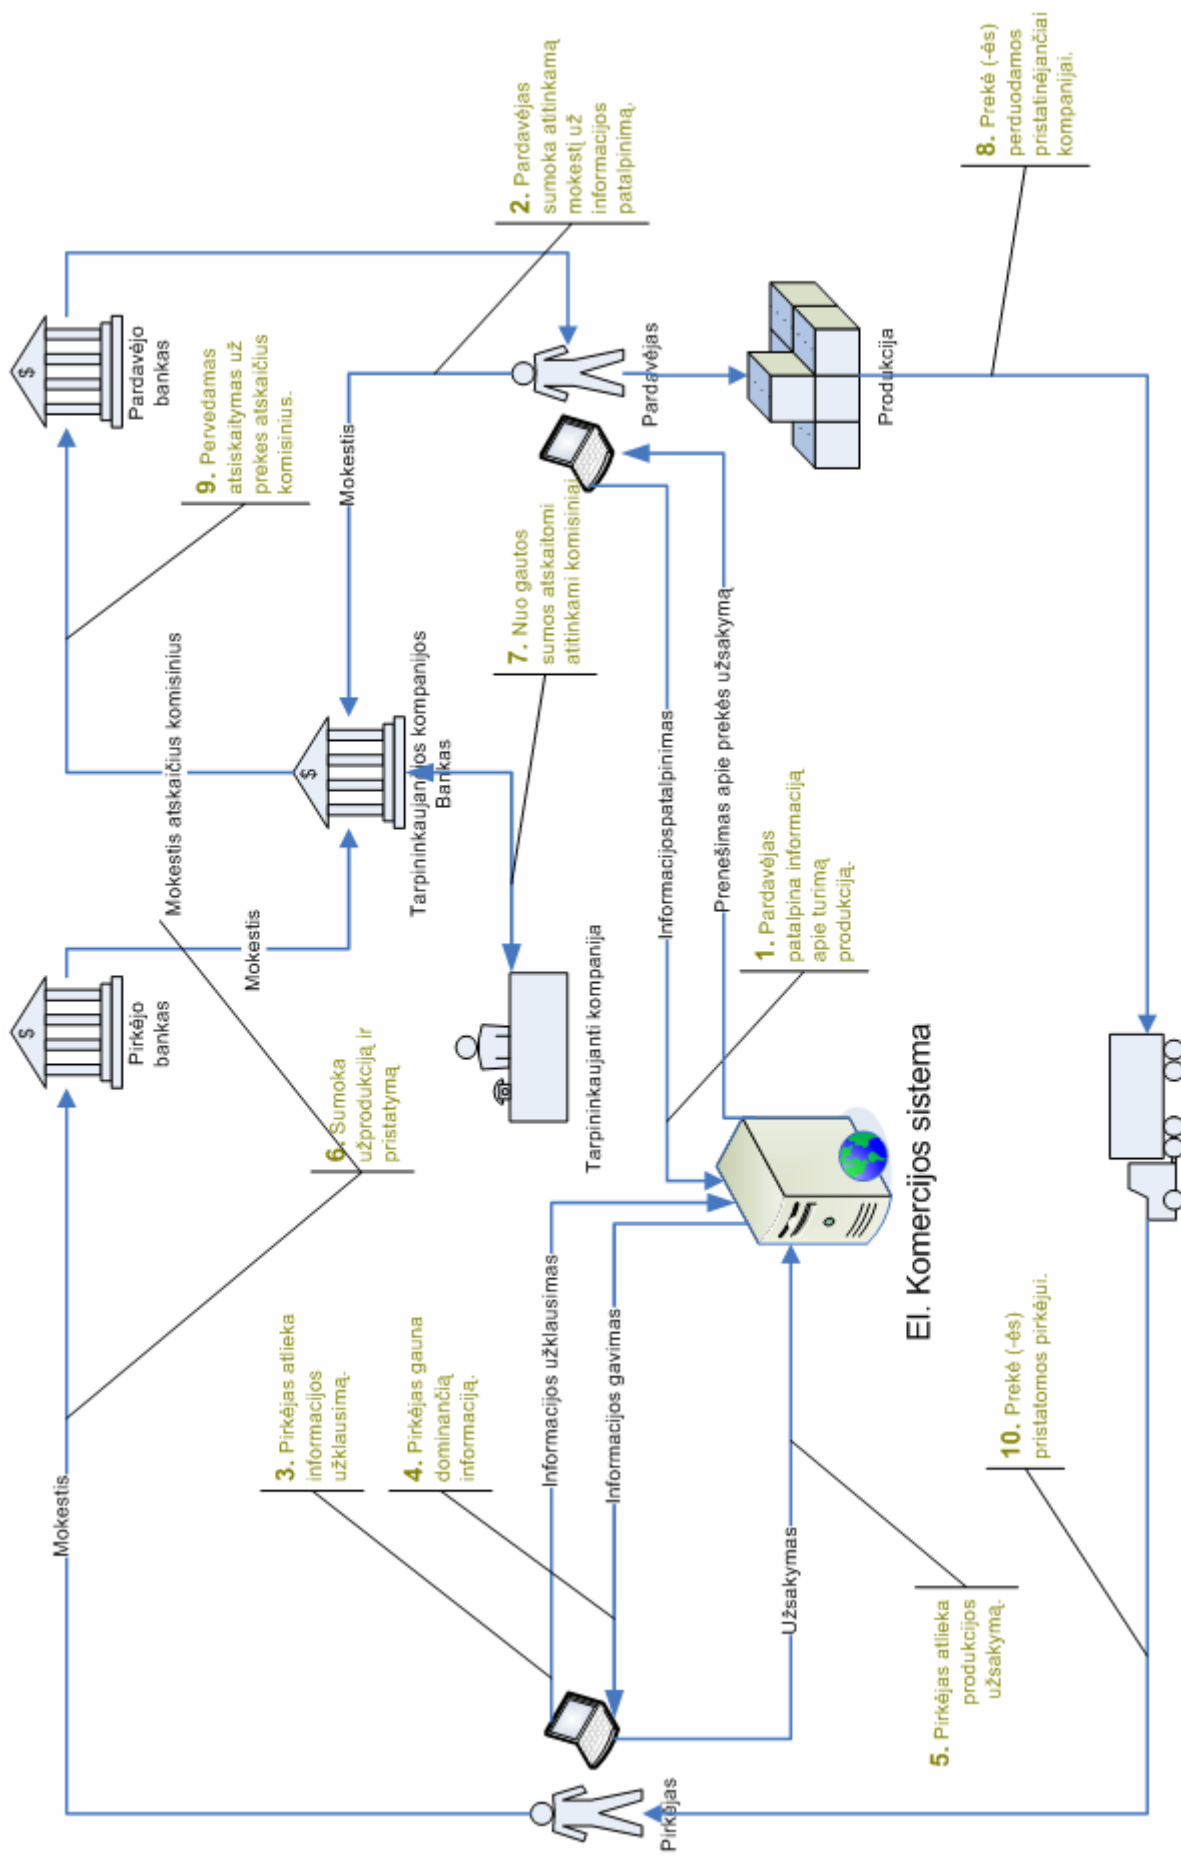 Pirkėjo
bankas
Pardavėjo
bankas
Mokestis
Mokestis
Mokestis atskaičius komisinius
9. Pervedamas
atsiskaitymas už
prekes atskaičius
komisinius.
6. Sumoka
užprodukciją ir
pristatymą
Mokestis
Tarpininkaujančios kompanijos
Bankas
3. Pirkėjas atlieka
informacijos
užklausimą.
4. Pirkėjas gauna
dominančią
informaciją.
7. Nuo gautos
sumos atskaitomi
atitinkami komisiniai
2. Pardavėjas
sumoka atitinkamą
mokestį už
informacijos
patalpinimą.
Informacijos užklausimas
Tarpininkaujanti kompanija
Informacijos gavimas
Pirkėjas
Pardavėjas
Informacijospatalpinimas
Prenešimas apie prekės užsakymą
Užsakymas
1. Pardavėjas
patalpina informaciją
apie turimą
produkciją.
Produkcija
El. Komercijos sistema
5. Pirkėjas atlieka
produkcijos
užsakymą.
10. Prekė (-ės)
pristatomos pirkėjui.
8. Prekė (-ės)
perduodamos
pristatinėjančiai
kompanijai.
$
$
$